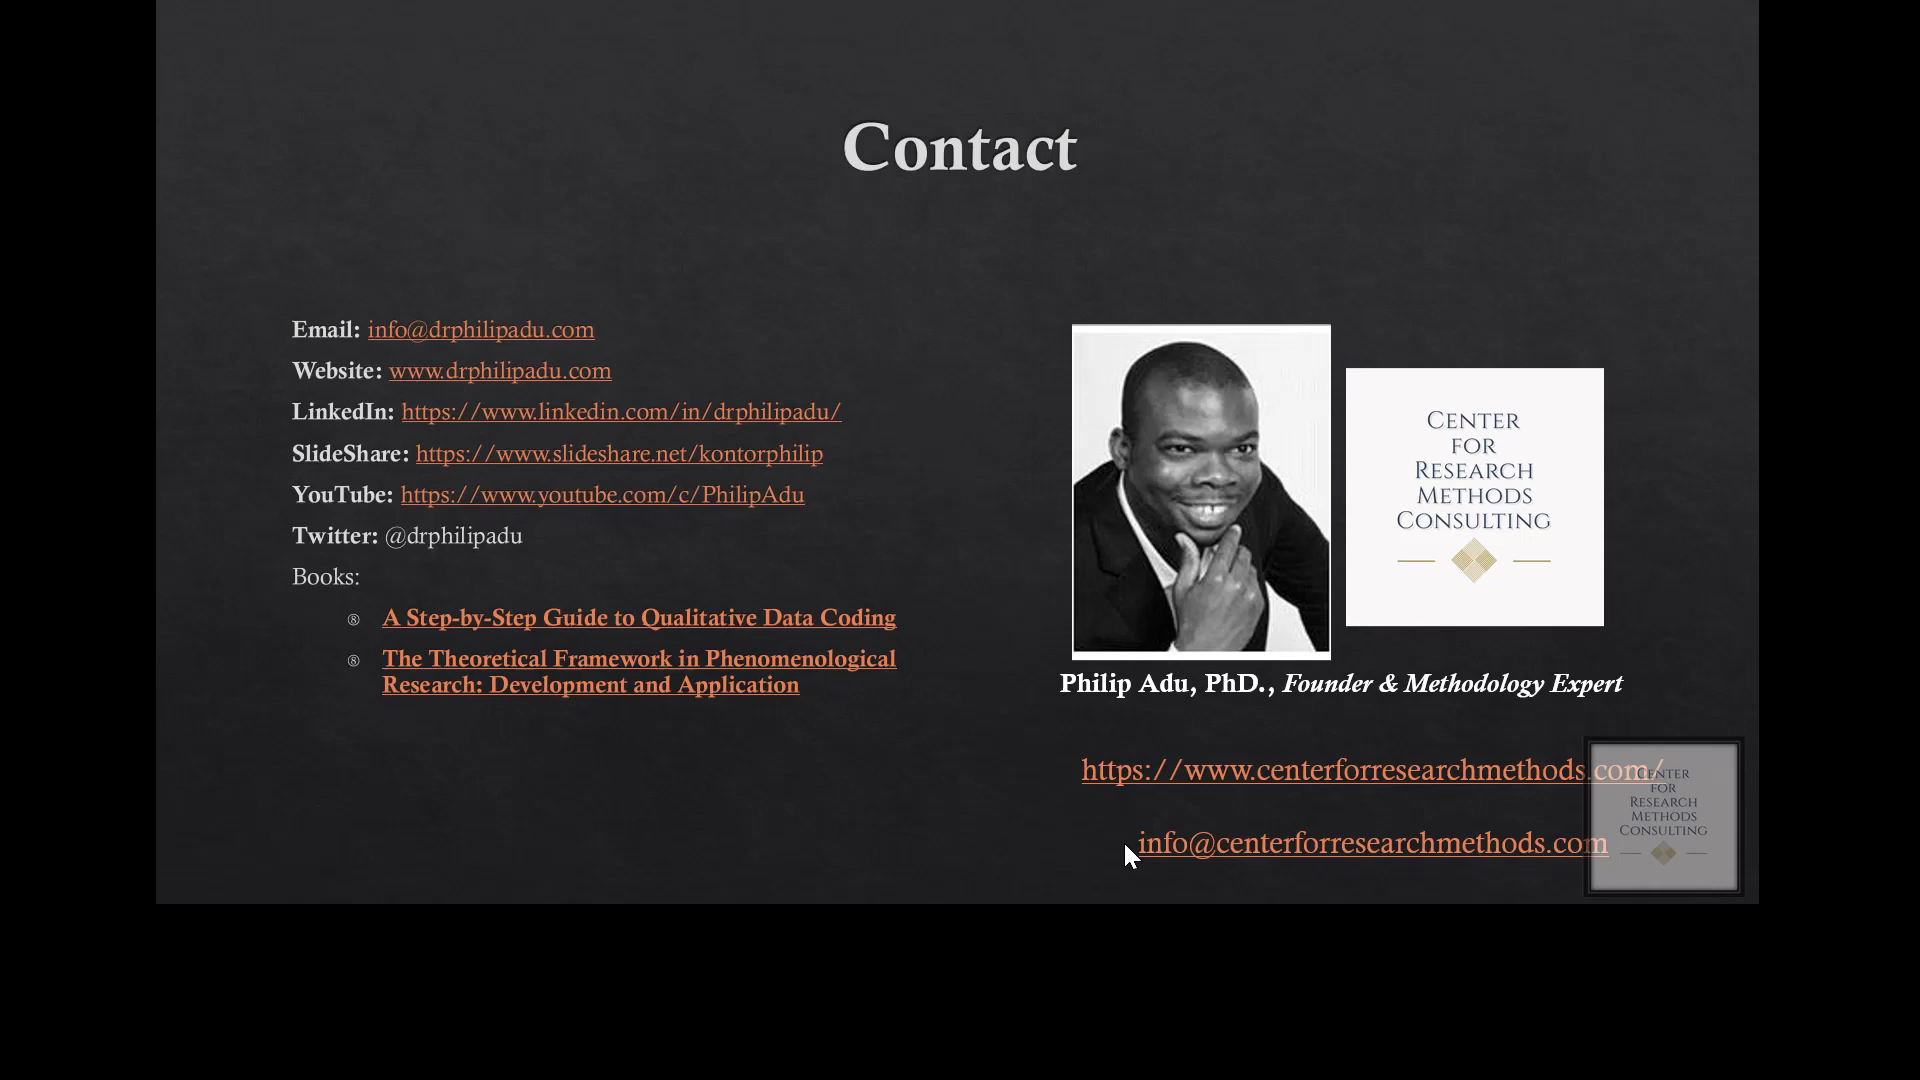 Contact
Email: info@drphilipadu.com
Website: www.drphilipadu.com
LinkedIn: https://www.linkedin.com/in/drphilipadu/
SlideShare: https://www.slideshare.net/kontorphilip
YouTube: https://www.youtube.com/c/PhilipAdu
Twitter: @drphilipadu
Books:
⑧ A Step-by-Step Guide to Qualitative Data Coding
⑧ The Theoretical Framework in Phenomenological
Research: Development and Application
CENTER
FOR
RESEARCH
METHODS
CONSULTING
Philip Adu, PhD., Founder & Methodology Expert
https://www.centerforresearchmethods.com/
info@centerforresearchmethods.com
CENTER
FOR
RESEARCH
METHODS
CONSULTING